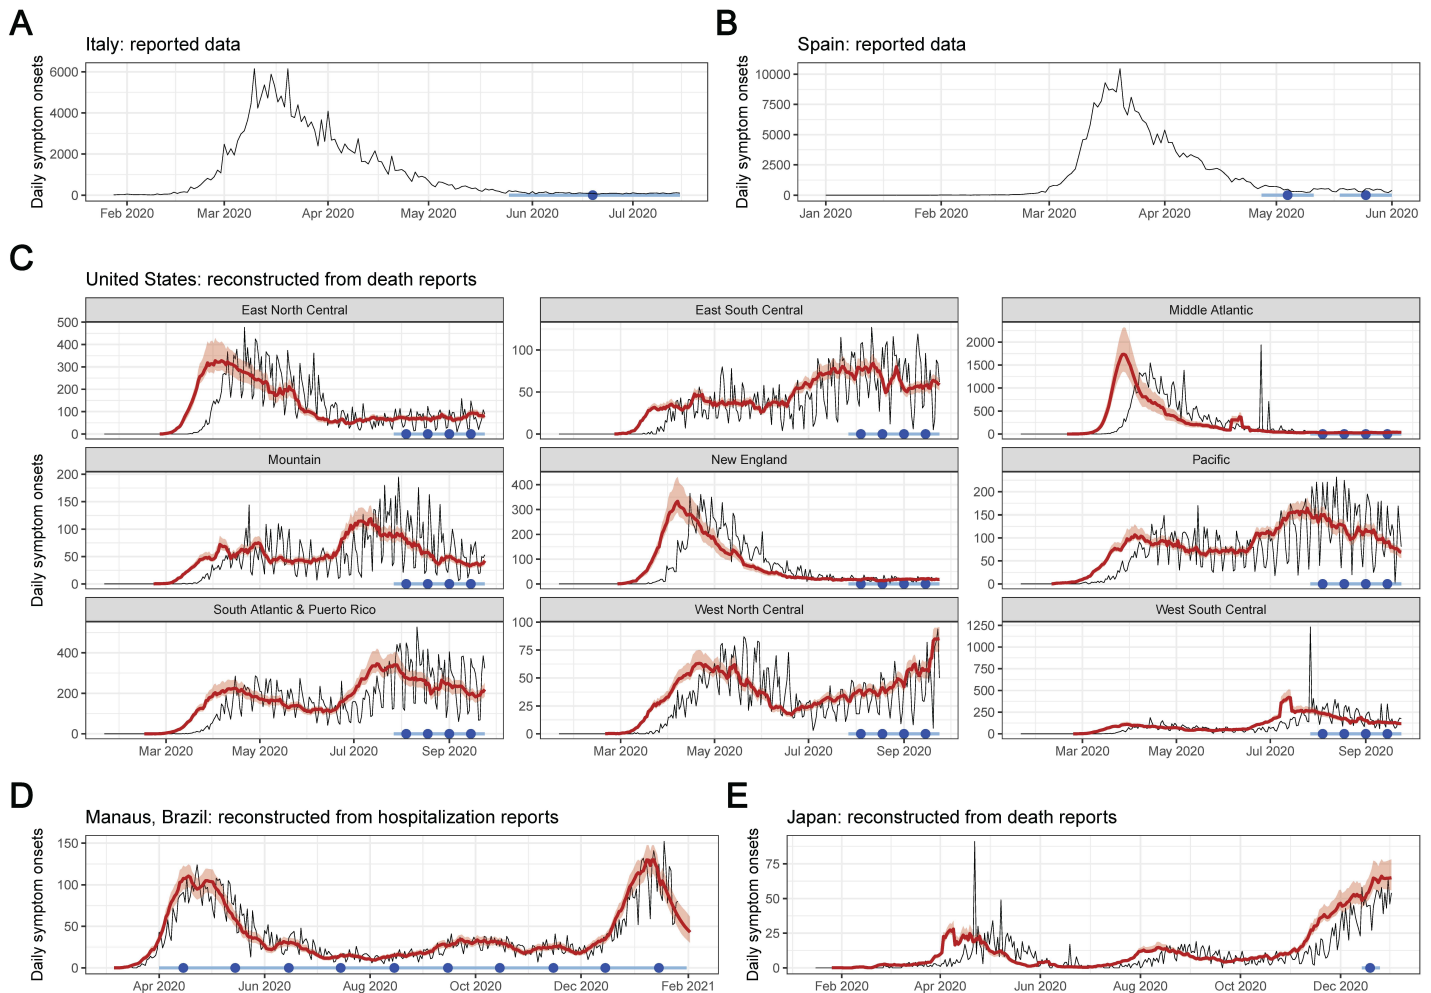 A
Italy: reported data
Daily symptom onsets
6000
4000
2000
0
Feb 2020 Mar 2020 Apr 2020 May 2020 Jun 2020 Jul 2020
B
Spain: reported data
Daily symptom onsets
10000
7500
5000
2500
0
Jan 2020 Feb 2020 Mar 2020 Apr 2020 May 2020 Jun 2020
C
United States: reconstructed from death reports
Daily symptom onsets
East North Central
500
400
300
200
100
0
East South Central
100
50
0
Middle Atlantic
2000
1500
1000
500
0
Mountain
200
150
100
50
0
New England
400
300
200
100
0
Pacific
200
150
100
50
0
South Atlantic & Puerto Rico
400
200
0
Mar 2020 May 2020 Jul 2020 Sep 2020
West North Central
100
75
50
25
0
Mar 2020 May 2020 Jul 2020 Sep 2020
West South Central
1250
1000
750
500
250
0
Mar 2020 May 2020 Jul 2020 Sep 2020
D
Manaus, Brazil: reconstructed from hospitalization reports
Daily symptom onsets
150
100
50
0
Apr 2020 Jun 2020 Aug 2020 Oct 2020 Dec 2020 Feb 2021
E
Japan: reconstructed from death reports
Daily symptom onsets
75
50
25
0
Feb 2020 Apr 2020 Jun 2020 Aug 2020 Oct 2020 Dec 2020